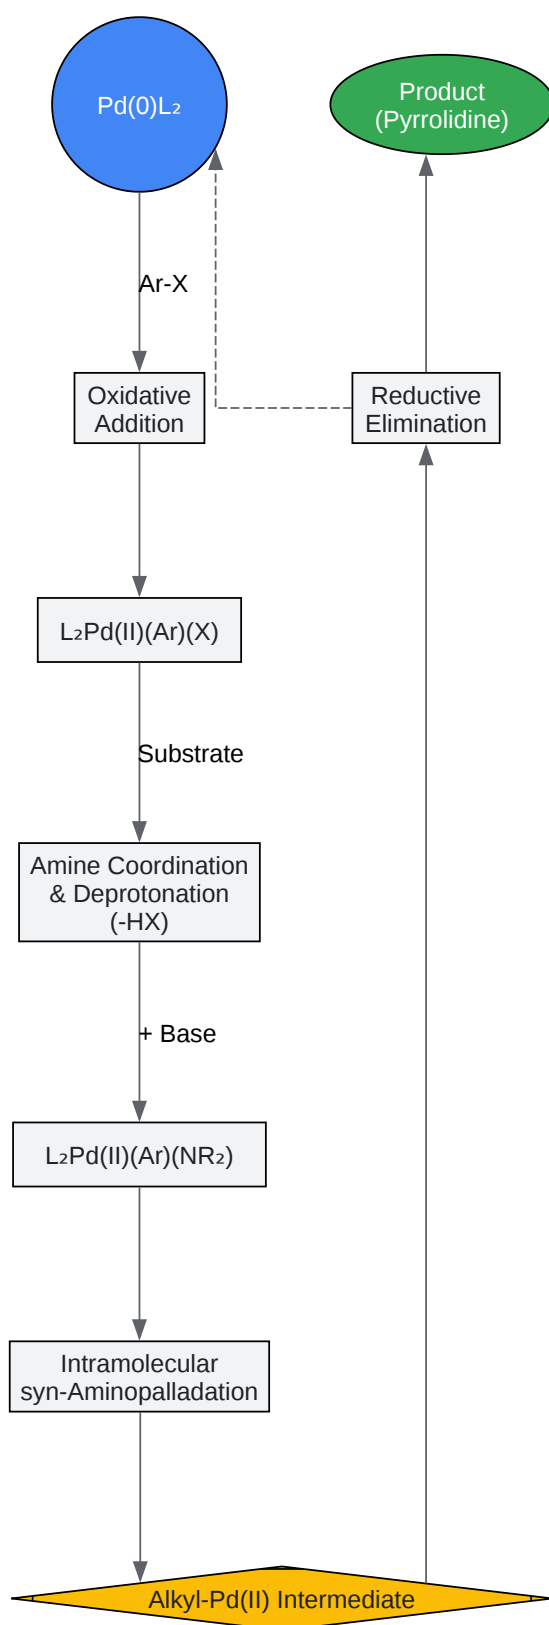 Pd(0)L₂
Product
(Pyrrolidine)
Ar-X
Oxidative
Addition
Reductive
Elimination
L₂Pd(II)(Ar)(X)
Substrate
Amine Coordination
& Deprotonation
(-HX)
+ Base
L₂Pd(II)(Ar)(NR₂)
Intramolecular
syn-Aminopalladation
Alkyl-Pd(II) Intermediate